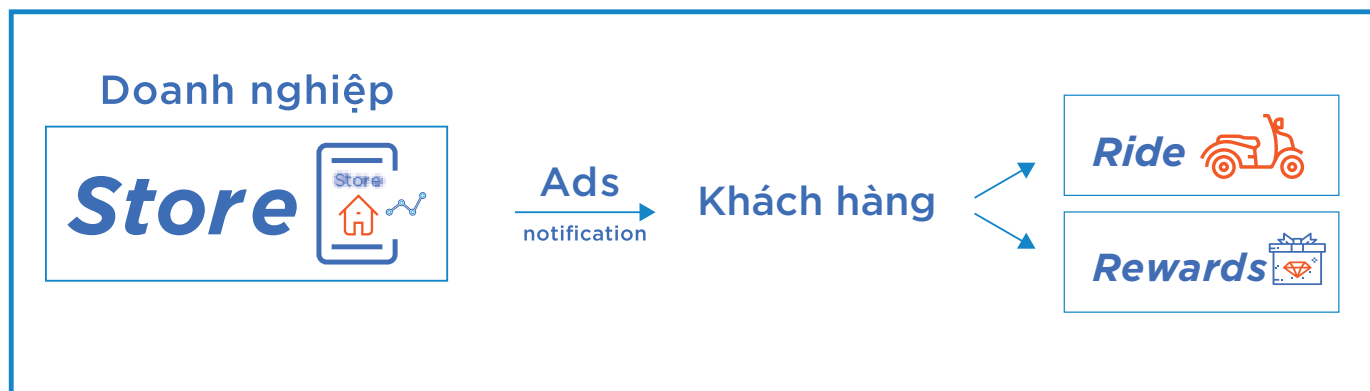 Doanh nghiệp
Store
Store
Ads
notification
Khách hàng
Ride
Rewards